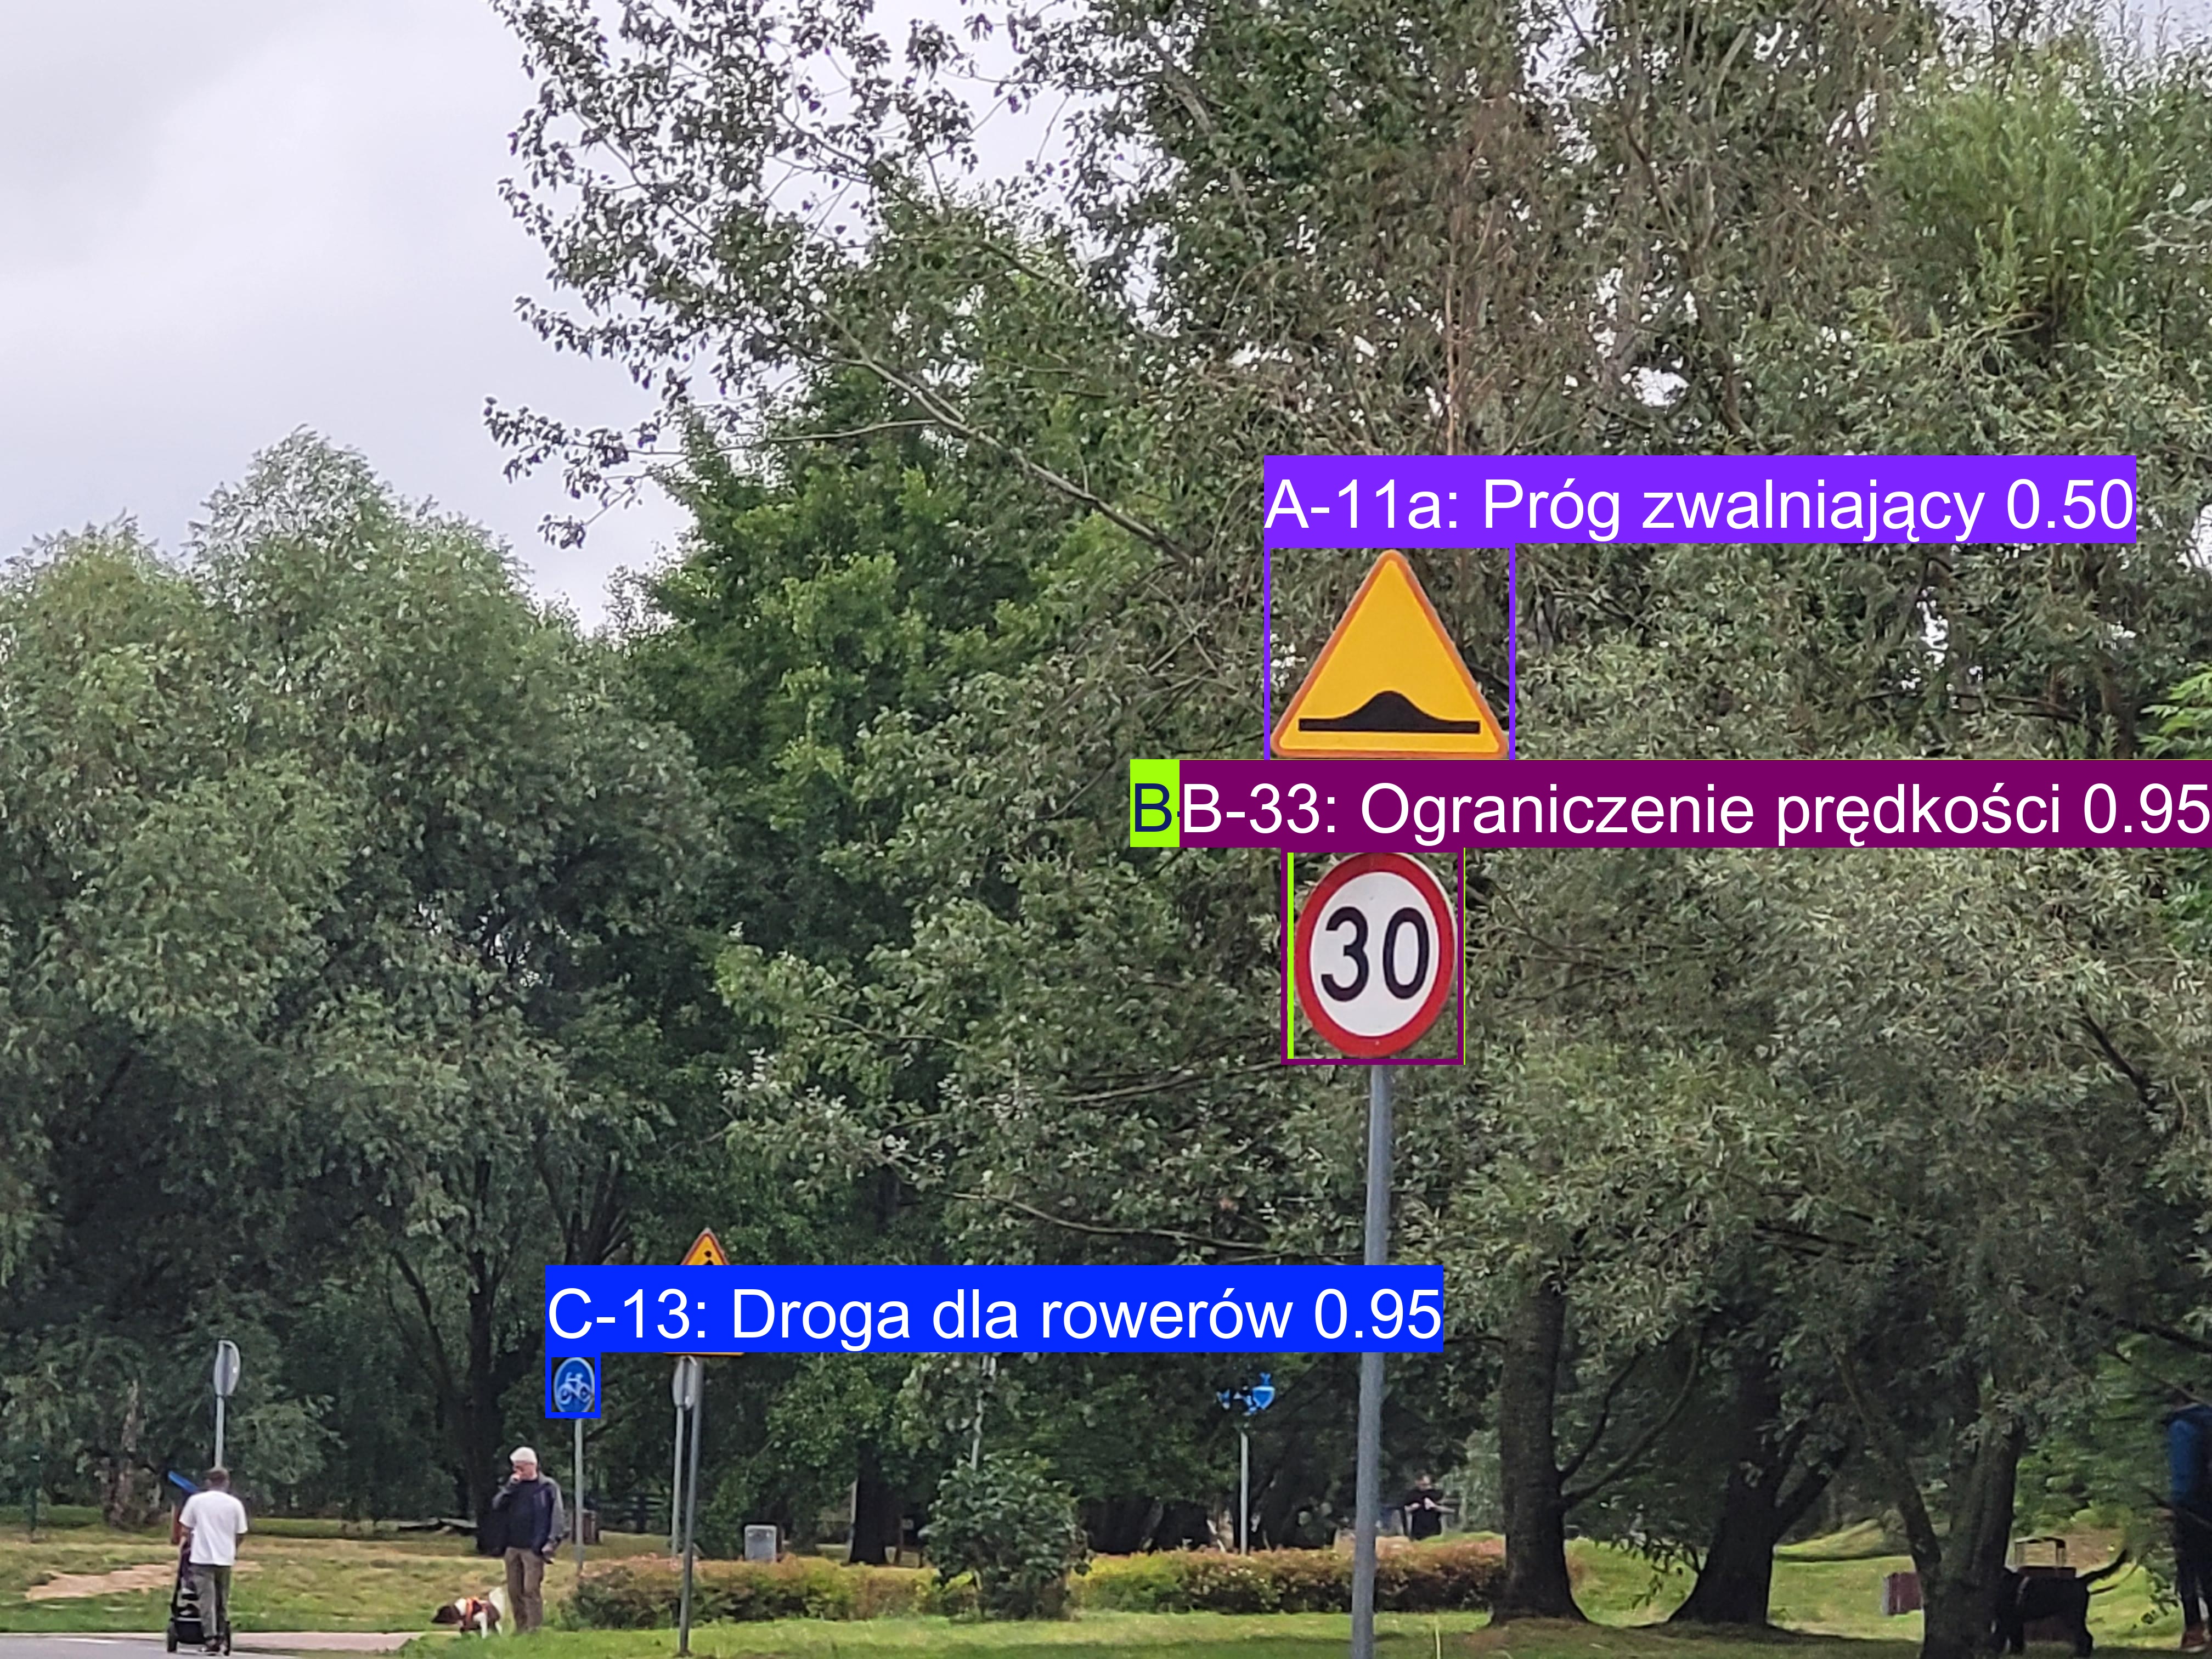 A-11a: Próg zwalniający 0.50
B-B-33: Ograniczenie prędkości 0.95
30
C-13: Droga dla rowerów 0.95